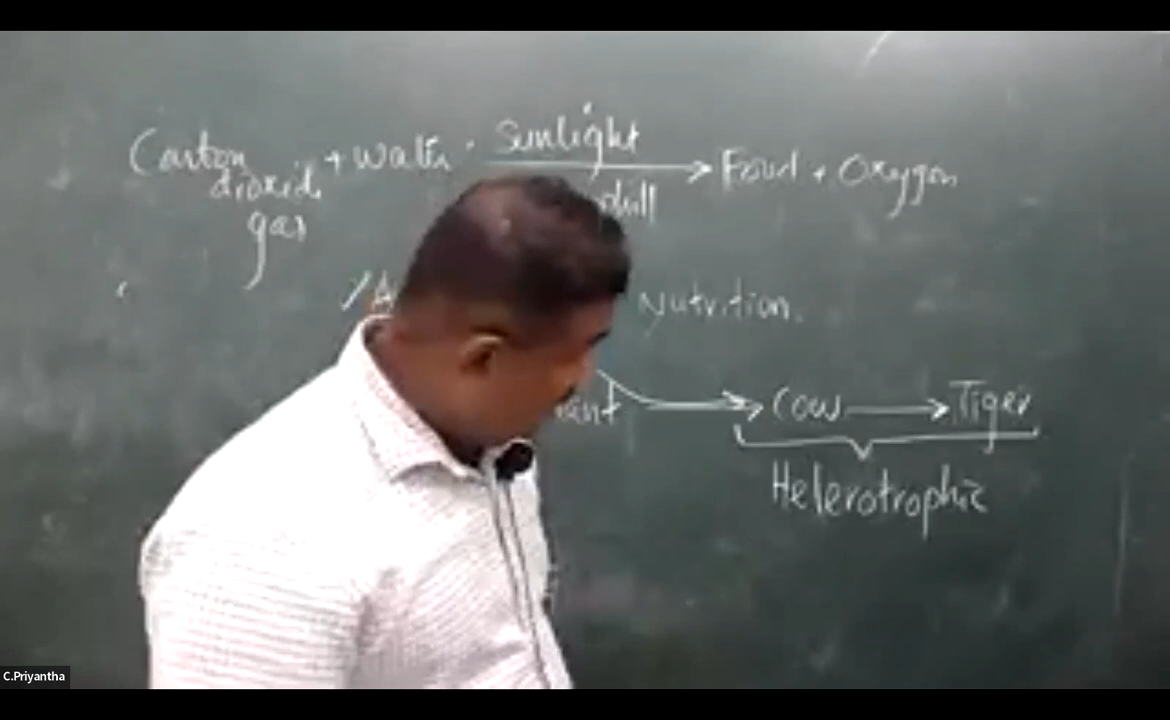 Sunlight
Carbon + Water → Food + Oxygen
dioxide
gas
Nutrition.
Cow → Tiger
Heterotrophic
C.Priyantha